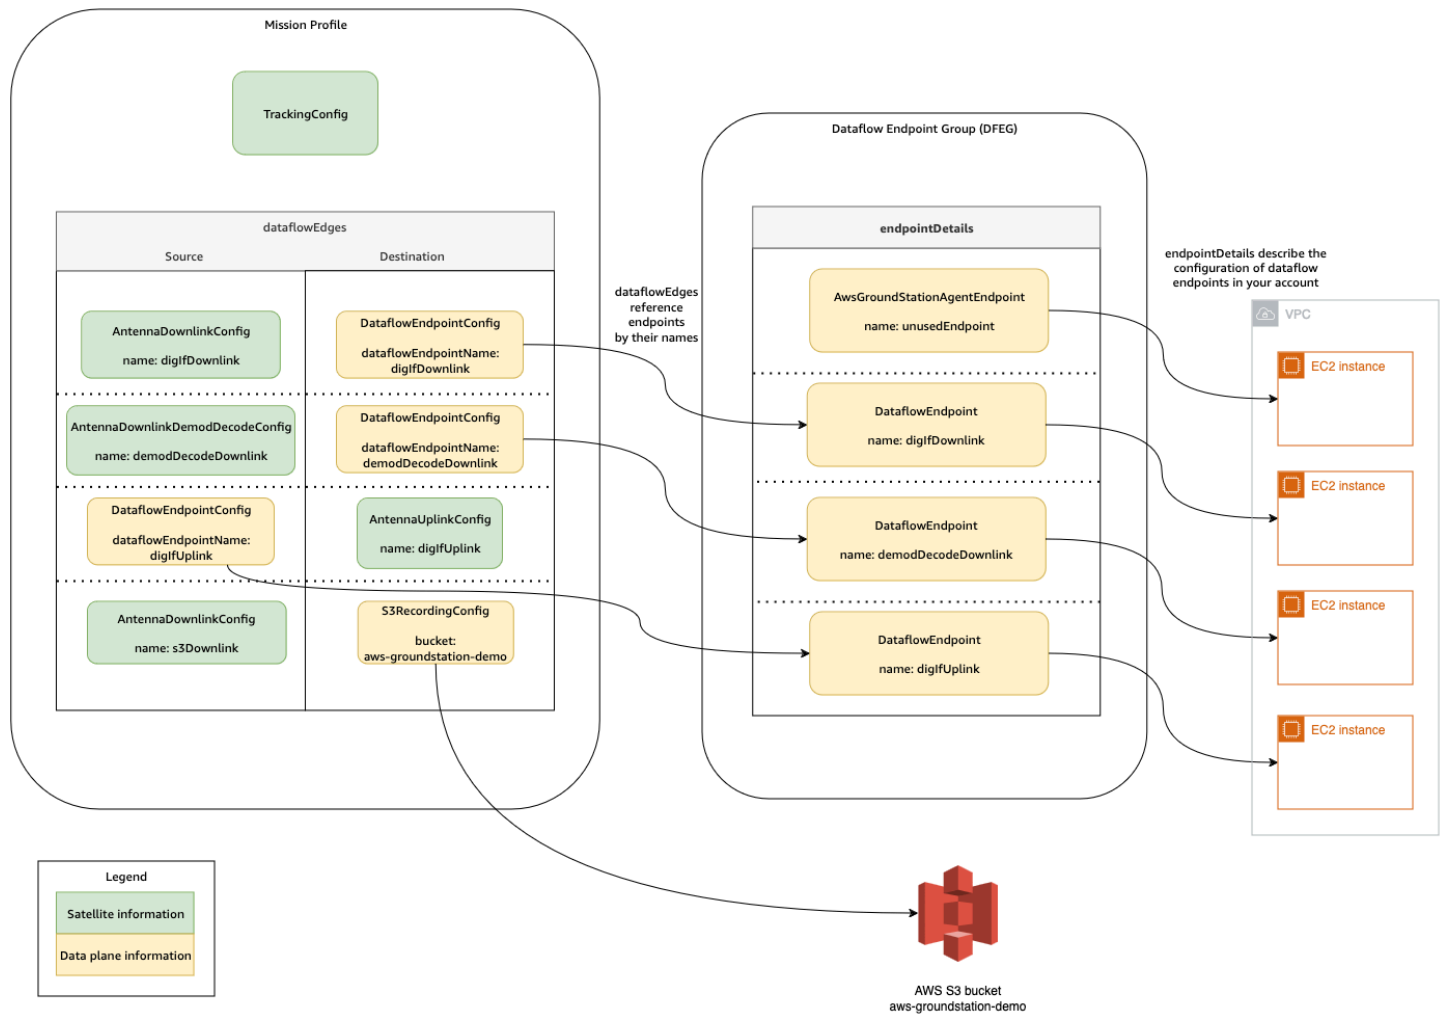 Mission Profile
TrackingConfig
dataflowEdges
Source
Destination
AntennaDownlinkConfig
name: digIfDownlink
DataflowEndpointConfig
dataflowEndpointName:
digIfDownlink
AntennaDownlinkDemodDecodeConfig
name: demodDecodeDownlink
DataflowEndpointConfig
dataflowEndpointName:
demodDecodeDownlink
DataflowEndpointConfig
dataflowEndpointName:
digIfUplink
AntennaUplinkConfig
name: digIfUplink
AntennaDownlinkConfig
name: s3Downlink
S3RecordingConfig
bucket:
aws-groundstation-demo
dataflowEdges
reference
endpoints
by their names
Dataflow Endpoint Group (DFEG)
endpointDetails
AwsGroundStationAgentEndpoint
name: unusedEndpoint
DataflowEndpoint
name: digIfDownlink
DataflowEndpoint
name: demodDecodeDownlink
DataflowEndpoint
name: digIfUplink
endpointDetails describe the
configuration of dataflow
endpoints in your account
VPC
EC2 instance
EC2 instance
EC2 instance
EC2 instance
Legend
Satellite information
Data plane information
AWS S3 bucket
aws-groundstation-demo